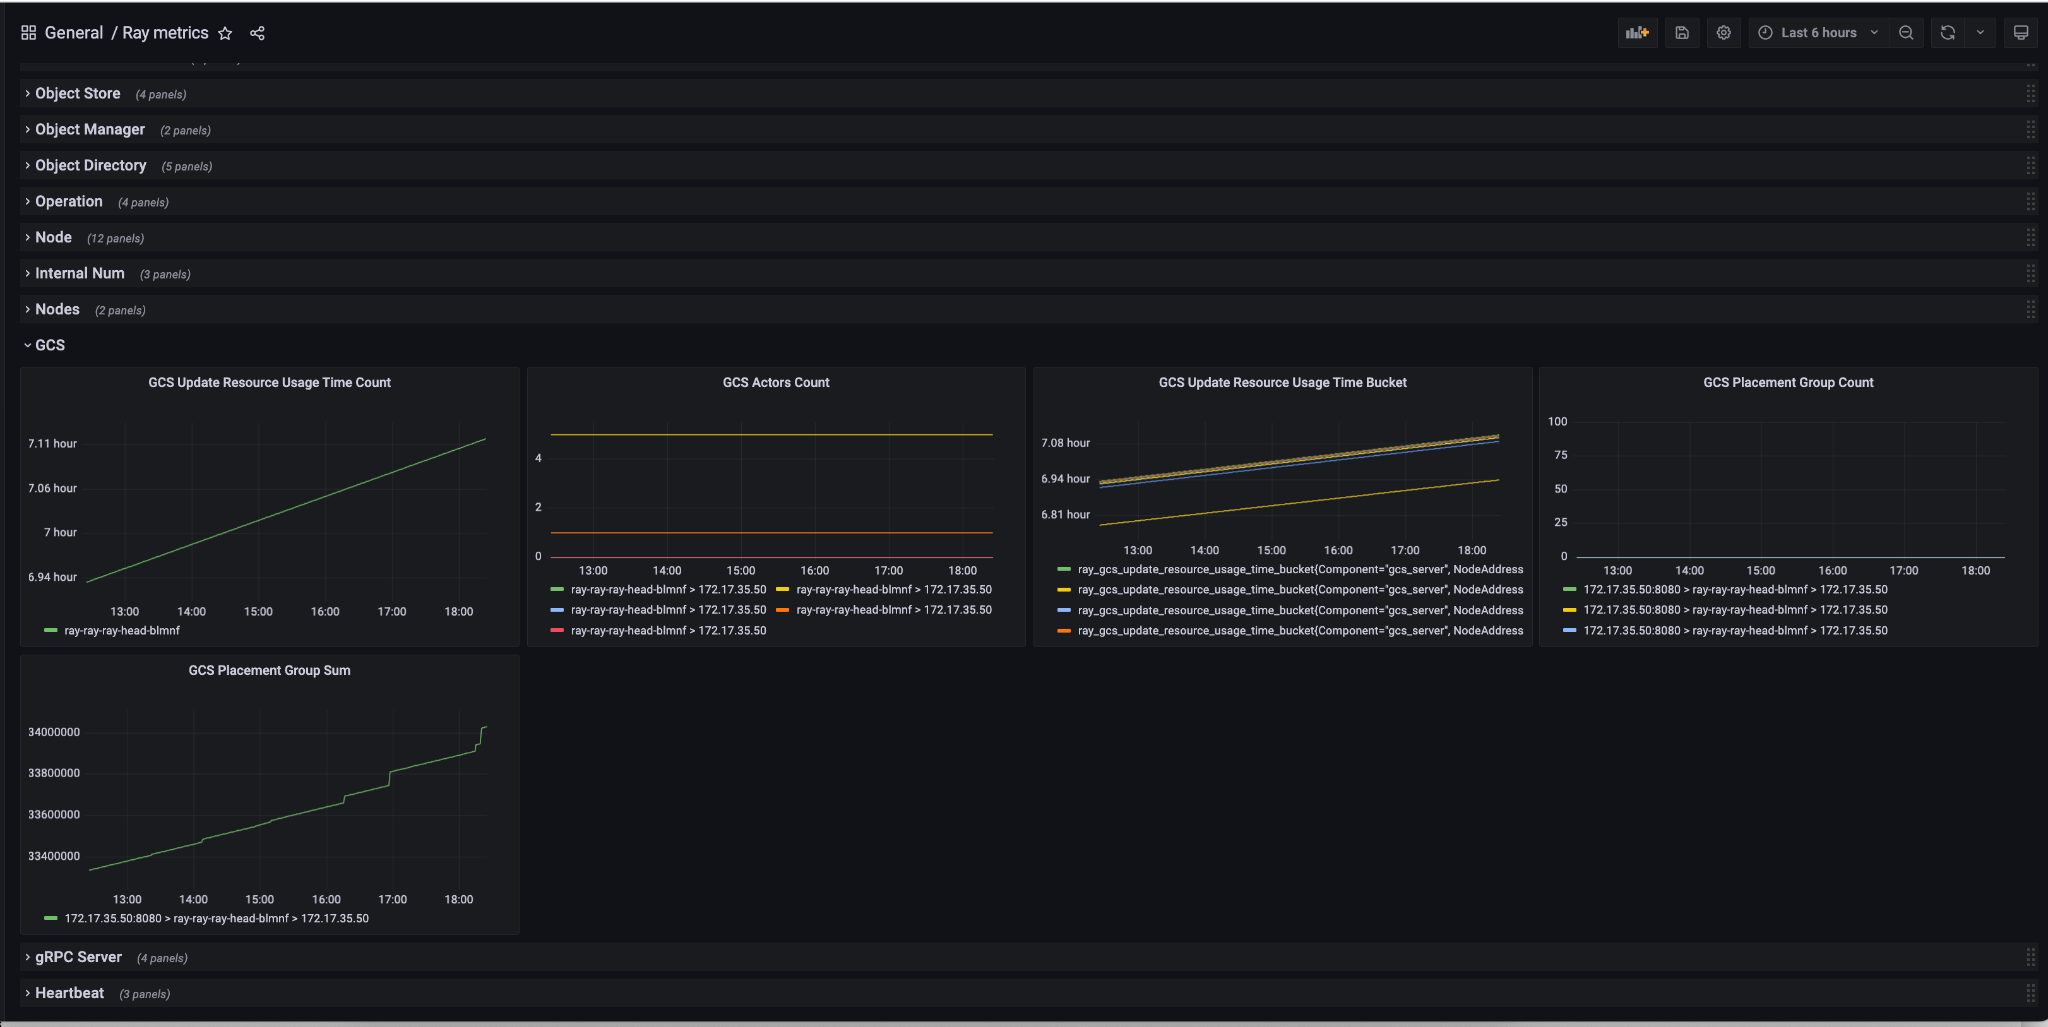 General / Ray metrics
Last 6 hours
Object Store (4 panels)
Object Manager (2 panels)
Object Directory (5 panels)
Operation (4 panels)
Node (12 panels)
Internal Num (3 panels)
Nodes (2 panels)
GCS
GCS Update Resource Usage Time Count
7.11 hour
7.06 hour
7 hour
6.94 hour
13:00 14:00 15:00 16:00 17:00 18:00
ray-ray-ray-head-blmnf
GCS Actors Count
4
2
0
13:00 14:00 15:00 16:00 17:00 18:00
ray-ray-ray-head-blmnf > 172.17.35.50 ray-ray-ray-head-blmnf > 172.17.35.50
ray-ray-ray-head-blmnf > 172.17.35.50 ray-ray-ray-head-blmnf > 172.17.35.50
ray-ray-ray-head-blmnf > 172.17.35.50
GCS Update Resource Usage Time Bucket
7.08 hour
6.94 hour
6.81 hour
13:00 14:00 15:00 16:00 17:00 18:00
ray_gcs_update_resource_usage_time_bucket{Component="gcs_server", NodeAddress
ray_gcs_update_resource_usage_time_bucket{Component="gcs_server", NodeAddress
ray_gcs_update_resource_usage_time_bucket{Component="gcs_server", NodeAddress
ray_gcs_update_resource_usage_time_bucket{Component="gcs_server", NodeAddress
GCS Placement Group Count
100
75
50
25
0
13:00 14:00 15:00 16:00 17:00 18:00
172.17.35.50:8080 > ray-ray-ray-head-blmnf > 172.17.35.50
172.17.35.50:8080 > ray-ray-ray-head-blmnf > 172.17.35.50
172.17.35.50:8080 > ray-ray-ray-head-blmnf > 172.17.35.50
GCS Placement Group Sum
34000000
33800000
33600000
33400000
13:00 14:00 15:00 16:00 17:00 18:00
172.17.35.50:8080 > ray-ray-ray-head-blmnf > 172.17.35.50
gRPC Server (4 panels)
Heartbeat (3 panels)